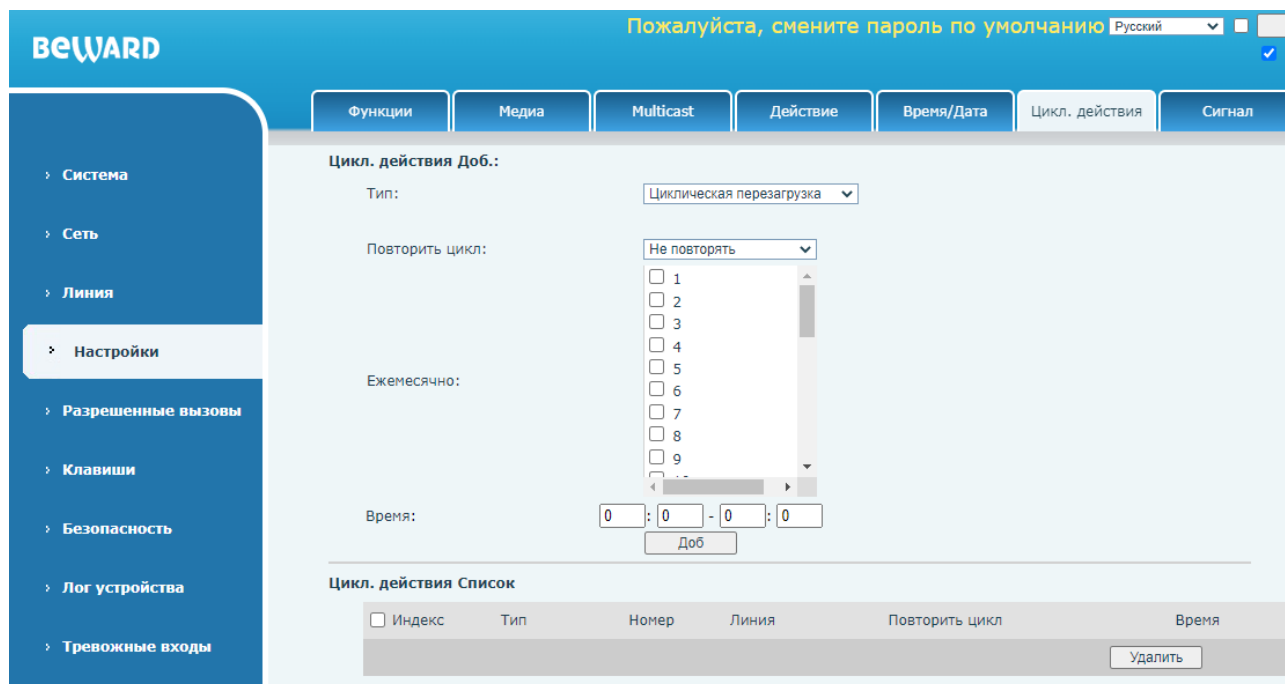 Пожалуйста, смените пароль по умолчанию Русский
BEWARD
Функции Медиа Multicast Действие Время/Дата Цикл. действия Сигнал
Система
Сеть
Линия
Настройки
Разрешенные вызовы
Клавиши
Безопасность
Лог устройства
Тревожные входы
Цикл. действия Доб.:
Тип: Циклическая перезагрузка
Повторить цикл: Не повторять
Ежемесячно:
1
2
3
4
5
6
7
8
9
Время: 0 : 0 - 0 : 0
Доб
Цикл. действия Список
Индекс Тип Номер Линия Повторить цикл Время
Удалить